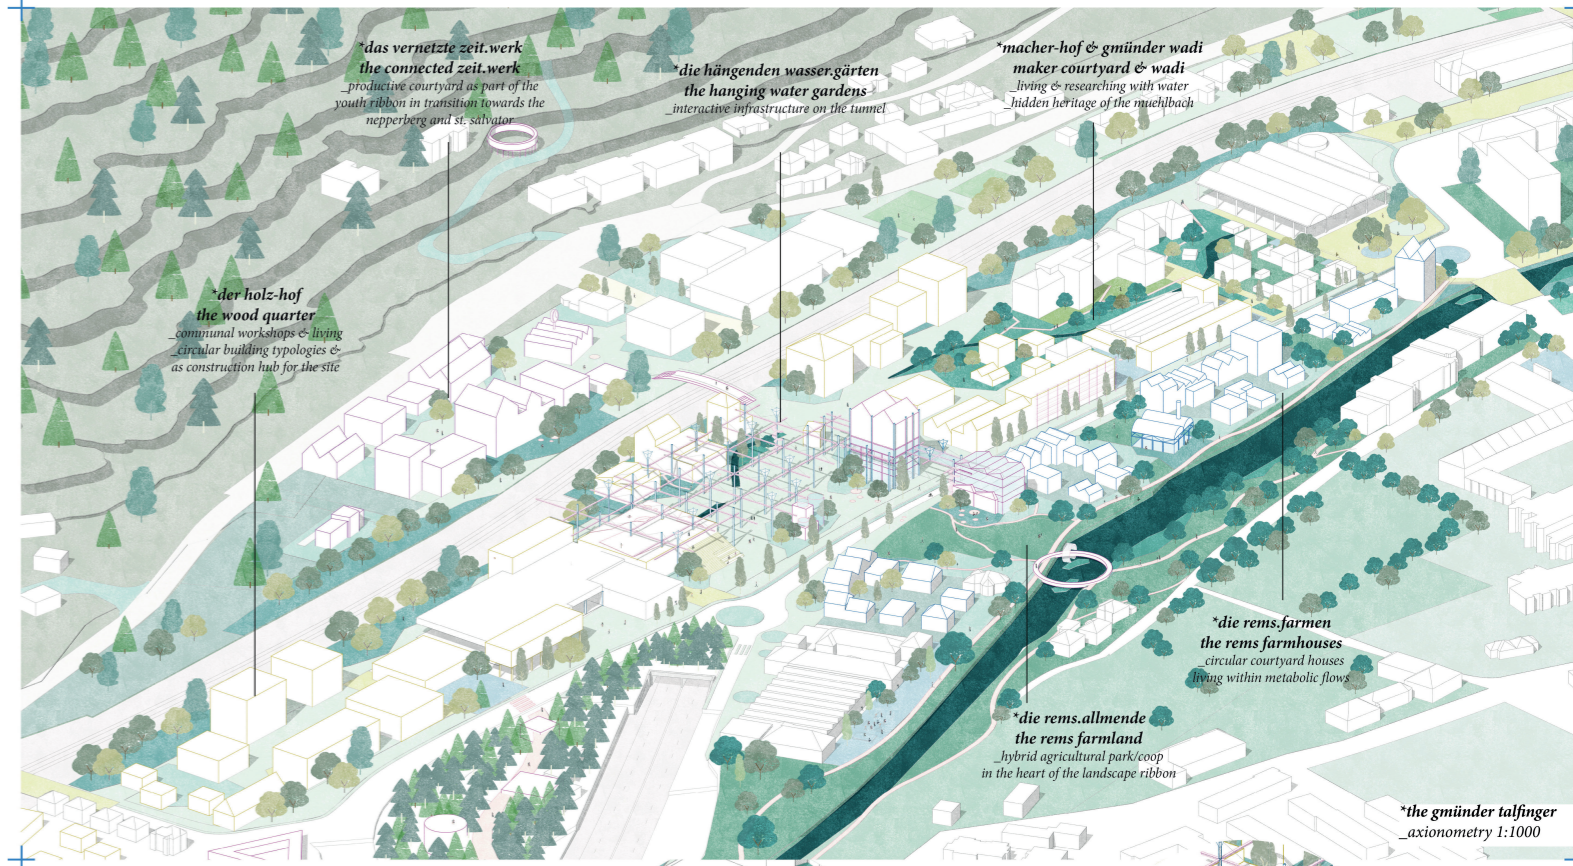 *das vernetzte zeit.werk
the connected zeit.werk
_productive courtyard as part of the
youth ribbon in transition towards the
nepperberg and st. salvator
*die hängenden wasser.gärten
the hanging water gardens
_interactive infrastructure on the tunnel
*macher-hof & gmünder wadi
maker courtyard & wadi
_living & researching with water
_hidden heritage of the muehlbach
*der holz-hof
the wood quarter
_communal workshops & living
_circular building typologies &
as construction hub for the site
*die rems.farmen
the rems farmhouses
_circular courtyard houses
living within metabolic flows
*die rems.allmende
the rems farmland
_hybrid agricultural park/coop
in the heart of the landscape ribbon
*the gmünder talfinger
_axionometry 1:1000